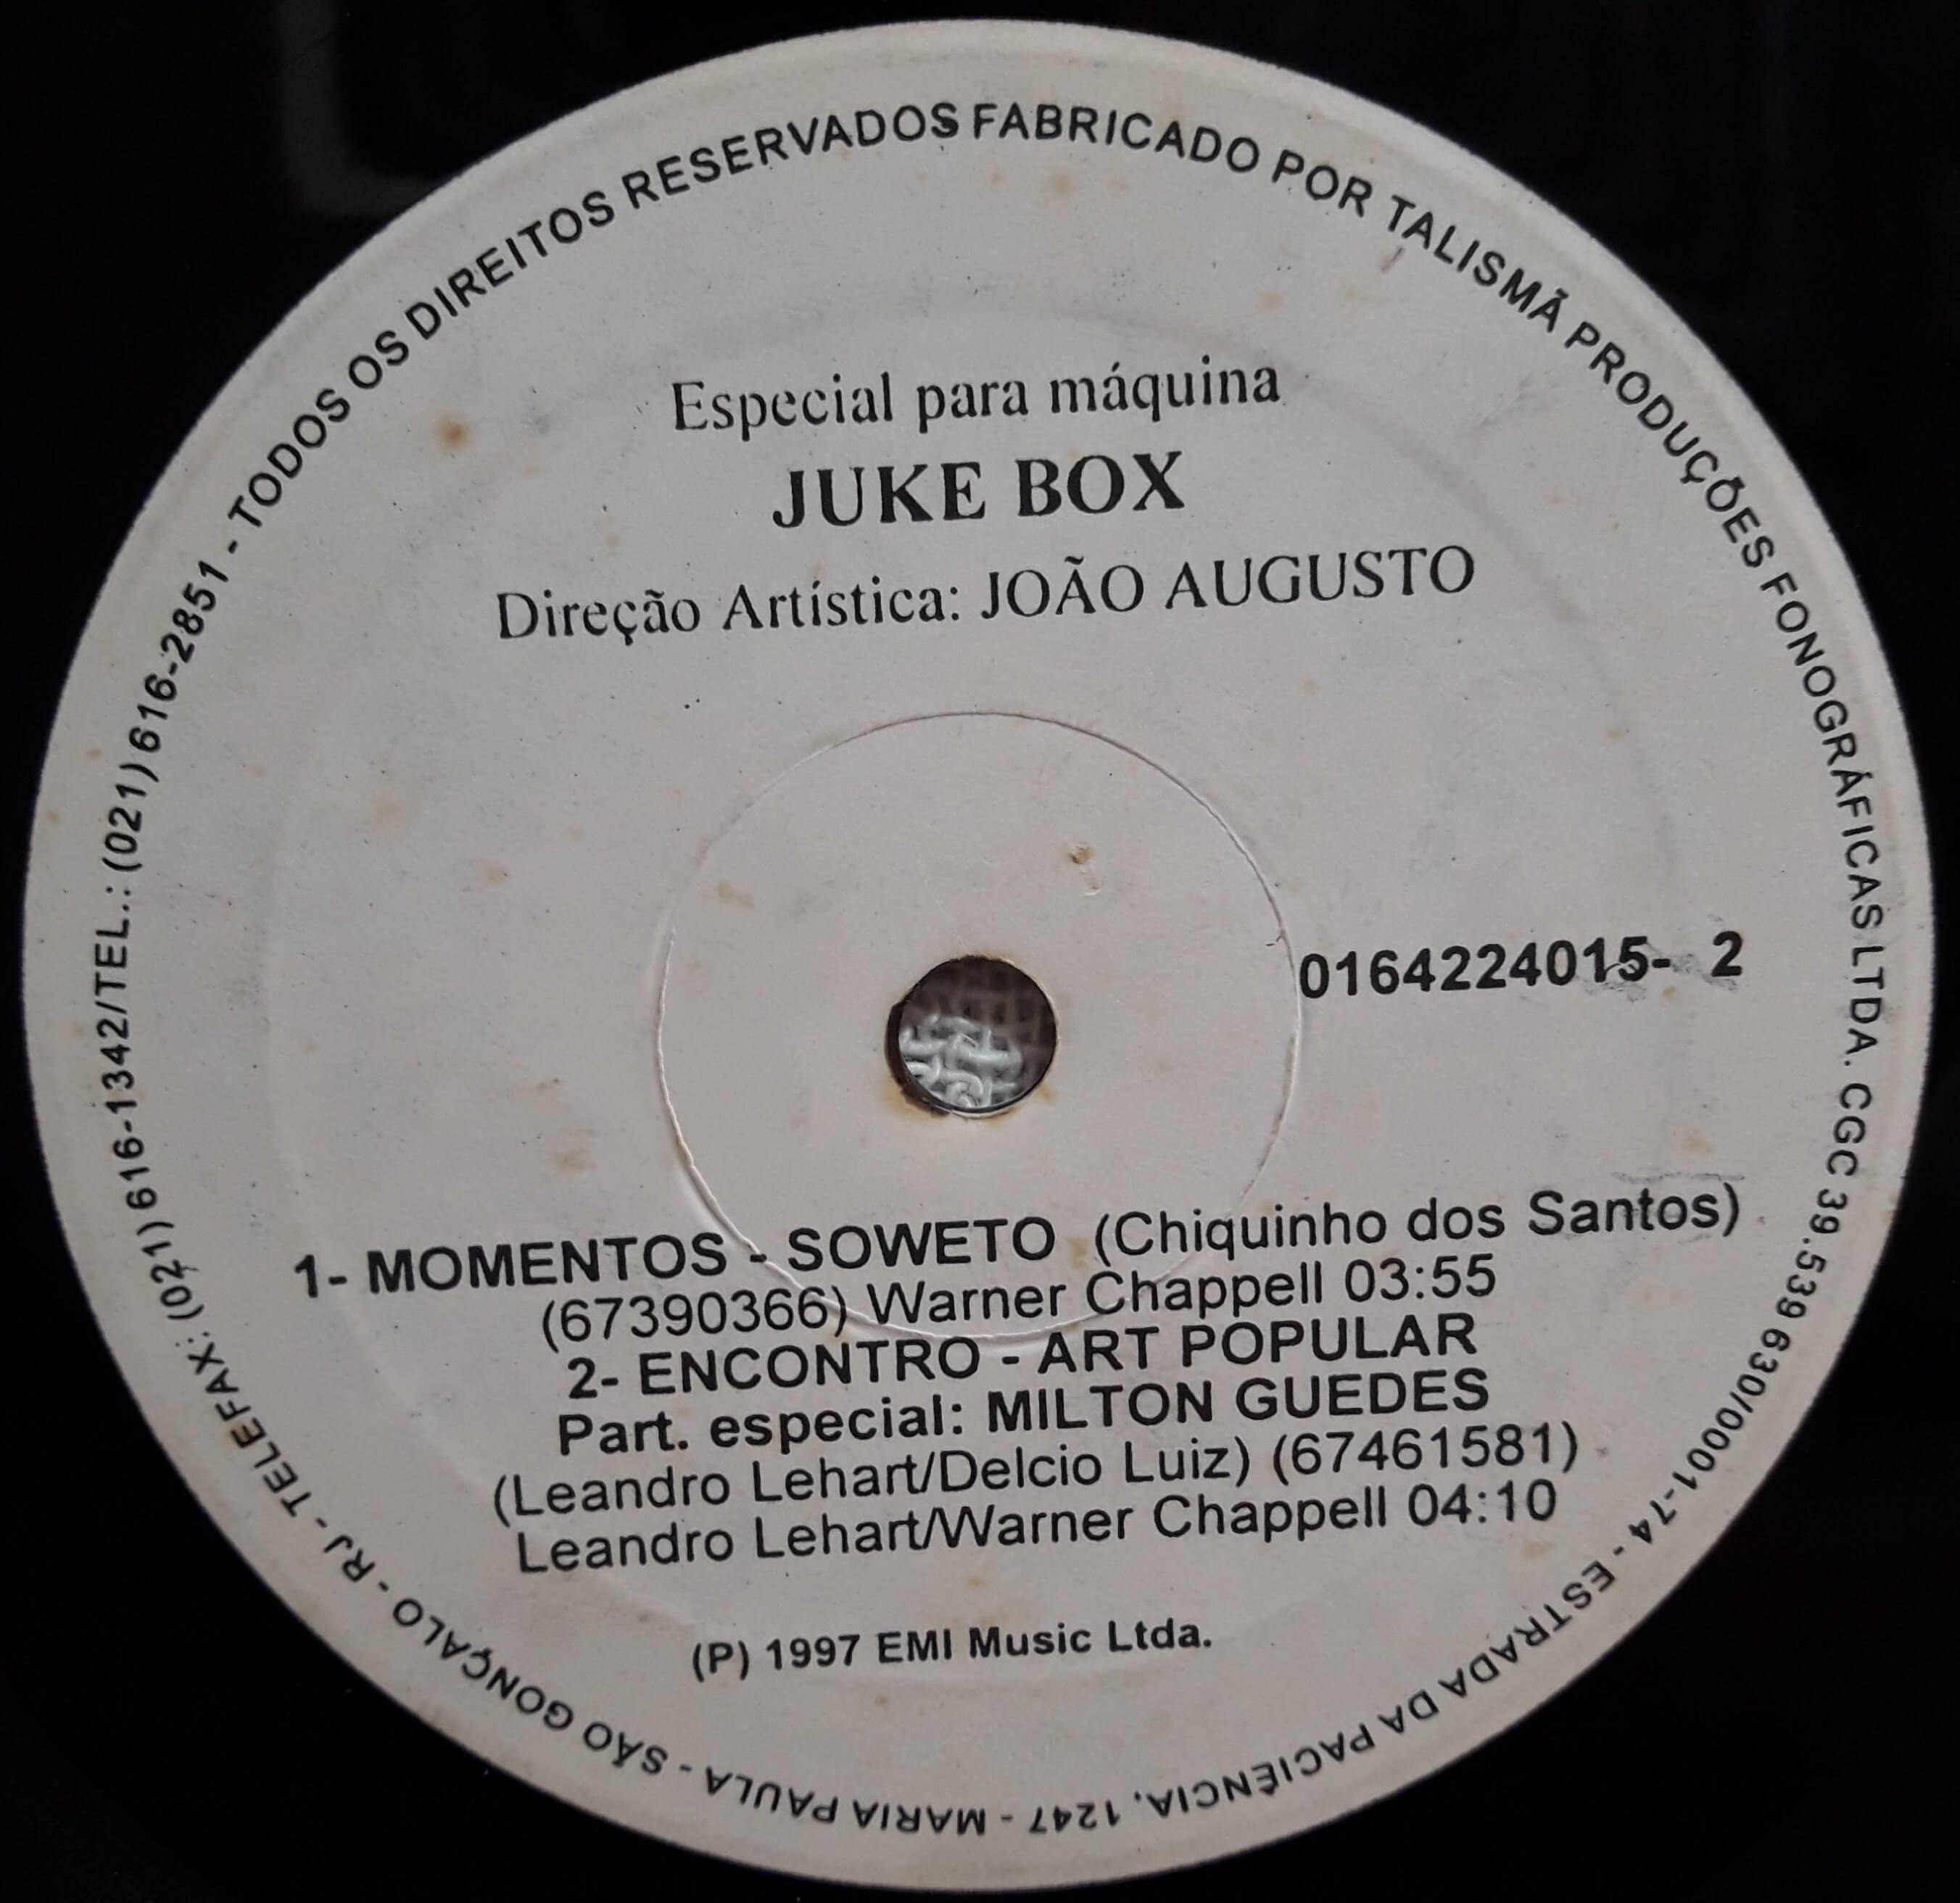 TODOS OS DIREITOS RESERVADOS FABRICADO POR TALISMÃ PRODUÇÕES FONOGRÁFICAS LTDA. CGC 39.539 630/0001-74 - ESTRADA DA PACIÊNCIA, 1247 - MARIA PAULA - SÃO GONÇALO - RJ - TELEFAX: (021) 616-1342/TEL.: (021) 616-2851 -
Especial para máquina
JUKE BOX
Direção Artística: JOÃO AUGUSTO
0164224015- 2
1- MOMENTOS - SOWETO (Chiquinho dos Santos)
(67390366) Warner Chappell 03:55
2- ENCONTRO - ART POPULAR
Part. especial: MILTON GUEDES
(Leandro Lehart/Delcio Luiz) (67461581)
Leandro Lehart/Warner Chappell 04:10
(P) 1997 EMI Music Ltda.